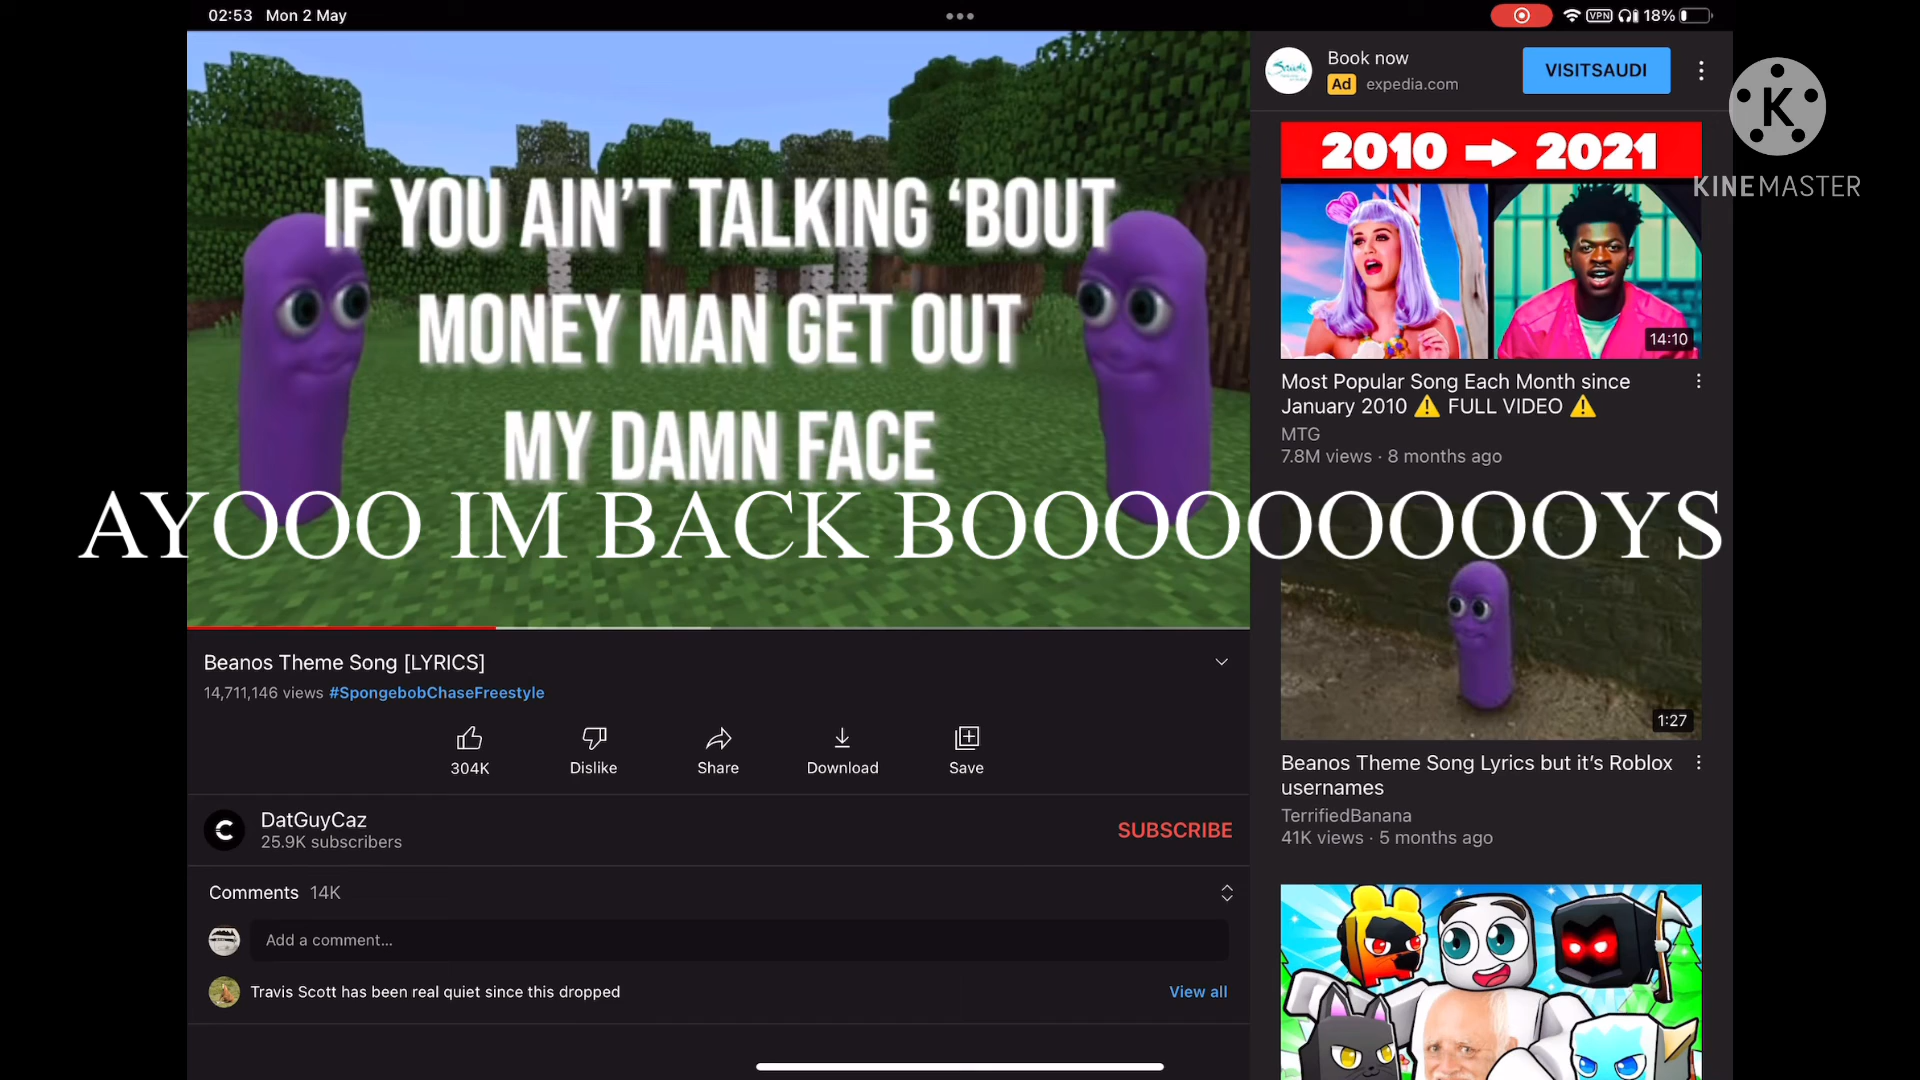 02:53 Mon 2 May
VPN 18%
IF YOU AIN'T TALKING ‘BOUT
MONEY MAN GET OUT
MY DAMN FACE
AYOOO IM BACK BOOOOOOOOOYS
Beanos Theme Song [LYRICS]
14,711,146 views #SpongebobChaseFreestyle
304K Dislike Share Download Save
C
DatGuyCaz
25.9K subscribers
SUBSCRIBE
Comments 14K
Add a comment...
Travis Scott has been real quiet since this dropped
View all
Saudi
Book now
Ad expedia.com
VISITSAUDI
K
KINEMASTER
2010 → 2021
14:10
Most Popular Song Each Month since
January 2010 ⚠️ FULL VIDEO ⚠️
MTG
7.8M views · 8 months ago
1:27
Beanos Theme Song Lyrics but it’s Roblox
usernames
TerrifiedBanana
41K views · 5 months ago